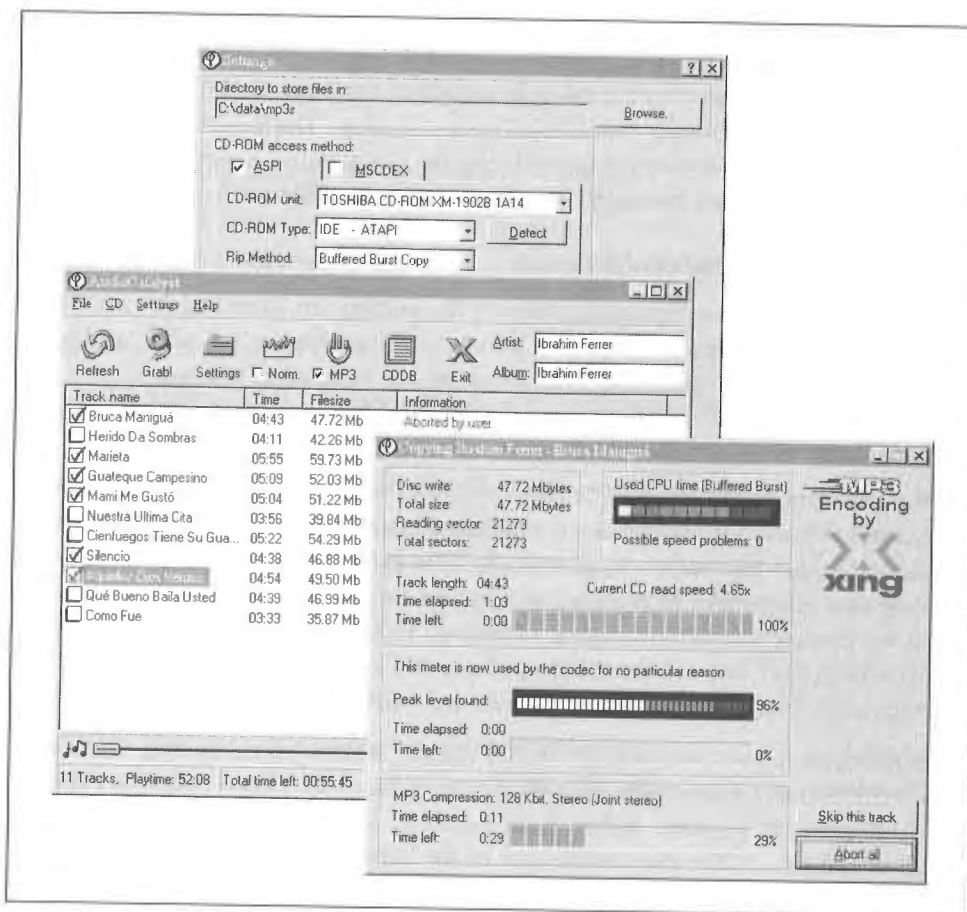 Settings
Directory to store files in:
C:\data\mp3s
Browse.
CD-ROM access method:
ASPI
MSCDEX
CD-ROM unit: TOSHIBA CD-ROM XM-1902B 1A14
CD-ROM Type: IDE - ATAPI
Detect
Rip Method: Buffered Burst Copy
AudioCatalyst
File CD Settings Help
Refresh Grab! Settings Norm. MP3 CDDB Exit
Artist: Ibrahim Ferrer
Album: Ibrahim Ferrer
Track name Time Filesize Information
Bruca Maniguá 04:43 47.72 Mb Aborted by user
Herido Da Sombras 04:11 42.26 Mb
Marieta 05:55 59.73 Mb
Guateque Campesino 05:09 52.03 Mb
Mami Me Gustó 05:04 51.22 Mb
Nuestra Ultima Cita 03:56 39.84 Mb
Cienfuegos Tiene Su Gua... 05:22 54.29 Mb
Silencio 04:38 46.88 Mb
04:54 49.50 Mb
Qué Bueno Baila Usted 04:39 46.99 Mb
Como Fue 03:33 35.87 Mb
11 Tracks, Playtime: 52:08 Total time left: 00:55:45
Copying Ibrahim Ferrer - Bruca Maniguá
Disc write: 47.72 Mbytes
Total size: 47.72 Mbytes
Reading sector 21273
Total sectors: 21273
Used CPU time (Buffered Burst)
Possible speed problems: 0
MP3
Encoding
by
xing
Track length: 04:43
Current CD read speed: 4.65x
Time elapsed: 1:03
Time left: 0:00 100%
This meter is now used by the codec for no particular reason
Peak level found: 96%
Time elapsed: 0:00
Time left: 0:00 0%
MP3 Compression: 128 Kbit, Stereo (Joint stereo)
Time elapsed: 0:11
Time left: 0:29 29%
Skip this track
Abort all